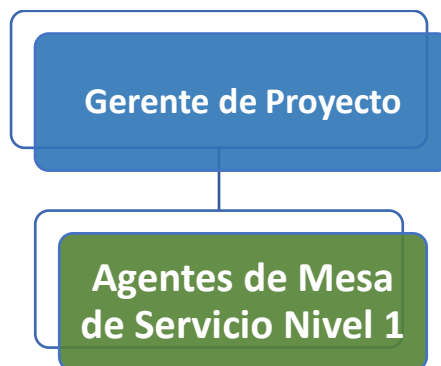 Gerente de Proyecto
Agentes de Mesa
de Servicio Nivel 1